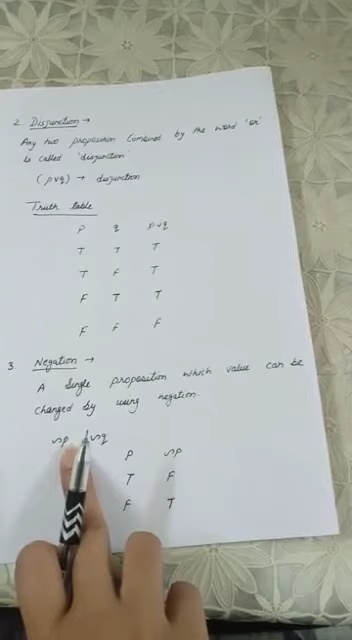 2. Disjunction →
Any two proposition combined by the word 'or'
is called 'disjunction'
(p∨q) → disjunction
Truth table
P q p∨q
T T T
T F T
F T T
F F F
3. Negation →
A single proposition which value can be
changed by using negation.
~p, ~q
P ~p
T F
F T